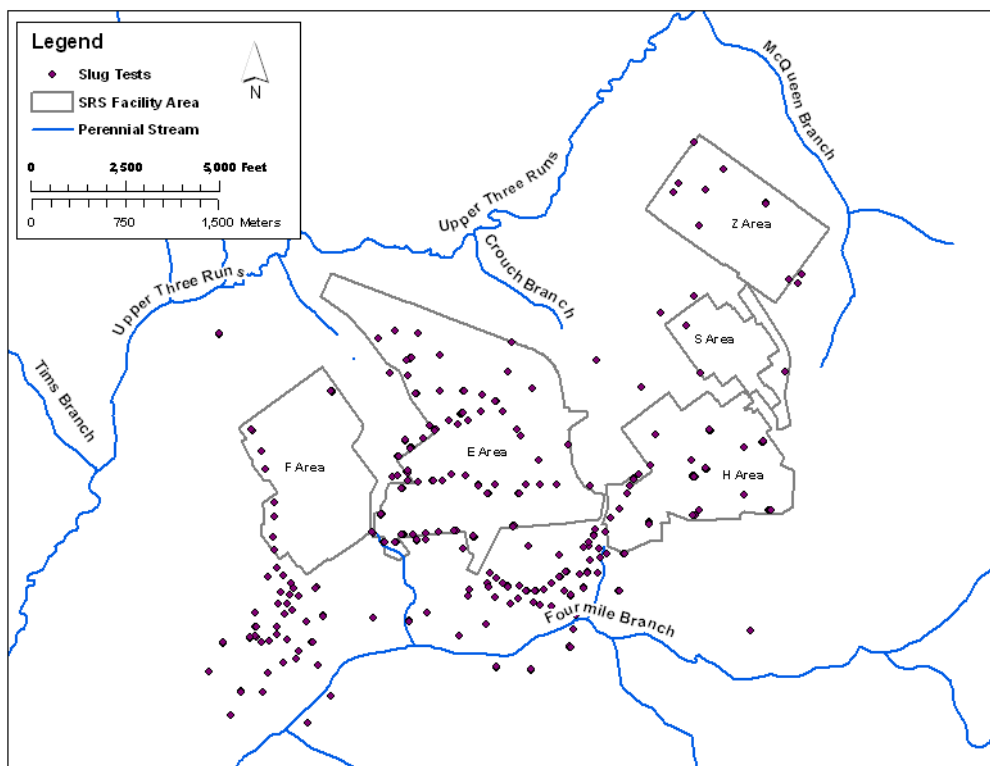 Legend
Slug Tests
N
SRS Facility Area
Perennial Stream
0 2,500 5,000 Feet
0 750 1,500 Meters
McQueen Branch
Upper Three Runs
Z Area
Crouch Branch
Upper Three Runs
S Area
Tims Branch
F Area
E Area
H Area
Fourmile Branch